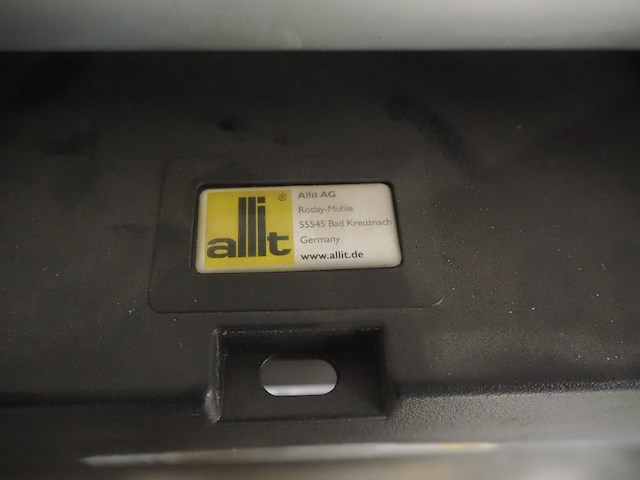 allit®
Allit AG
Rotlay-Mühle
55545 Bad Kreuznach
Germany
www.allit.de